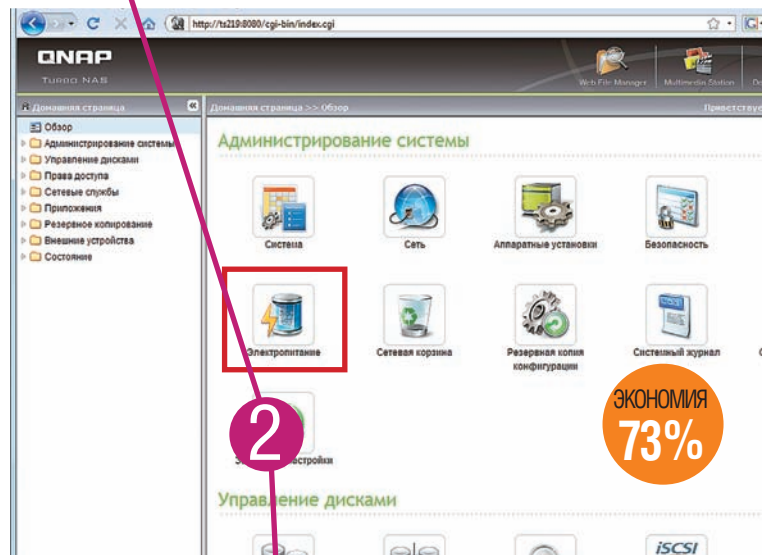 http://ts219:8080/cgi-bin/index.cgi
QNAP
TURBO NAS
Web File Manager
Multimedia Station
Домашняя страница
Домашняя страница >> Обзор
Обзор
Администрирование системы
Управление дисками
Права доступа
Сетевые службы
Приложения
Резервное копирование
Внешние устройства
Состояние
Администрирование системы
Система
Сеть
Аппаратные установки
Безопасность
Электропитание
Сетевая корзина
Резервная копия
конфигурации
Системный журнал
ЭКОНОМИЯ
73%
2
Управление дисками
iSCSI